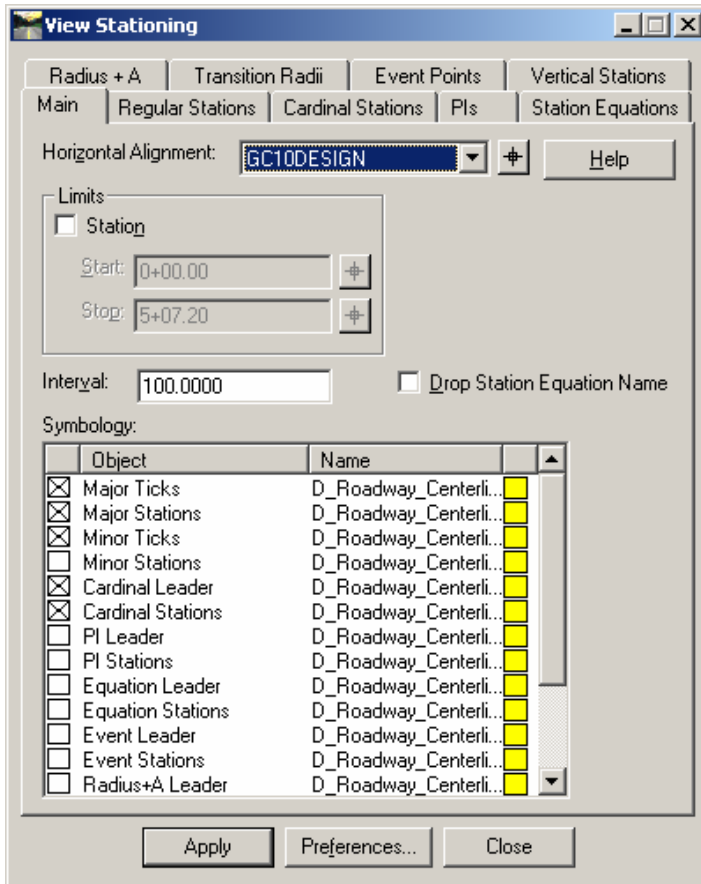 View Stationing
Radius + A Transition Radii Event Points Vertical Stations
Main Regular Stations Cardinal Stations PIs Station Equations
Horizontal Alignment: GC10DESIGN Help
Limits
Station
Start: 0+00.00
Stop: 5+07.20
Interval: 100.0000 Drop Station Equation Name
Symbology:
Object Name
Major Ticks D_Roadway_Centerli...
Major Stations D_Roadway_Centerli...
Minor Ticks D_Roadway_Centerli...
Minor Stations D_Roadway_Centerli...
Cardinal Leader D_Roadway_Centerli...
Cardinal Stations D_Roadway_Centerli...
PI Leader D_Roadway_Centerli...
PI Stations D_Roadway_Centerli...
Equation Leader D_Roadway_Centerli...
Equation Stations D_Roadway_Centerli...
Event Leader D_Roadway_Centerli...
Event Stations D_Roadway_Centerli...
Radius+A Leader D_Roadway_Centerli...
Apply Preferences... Close